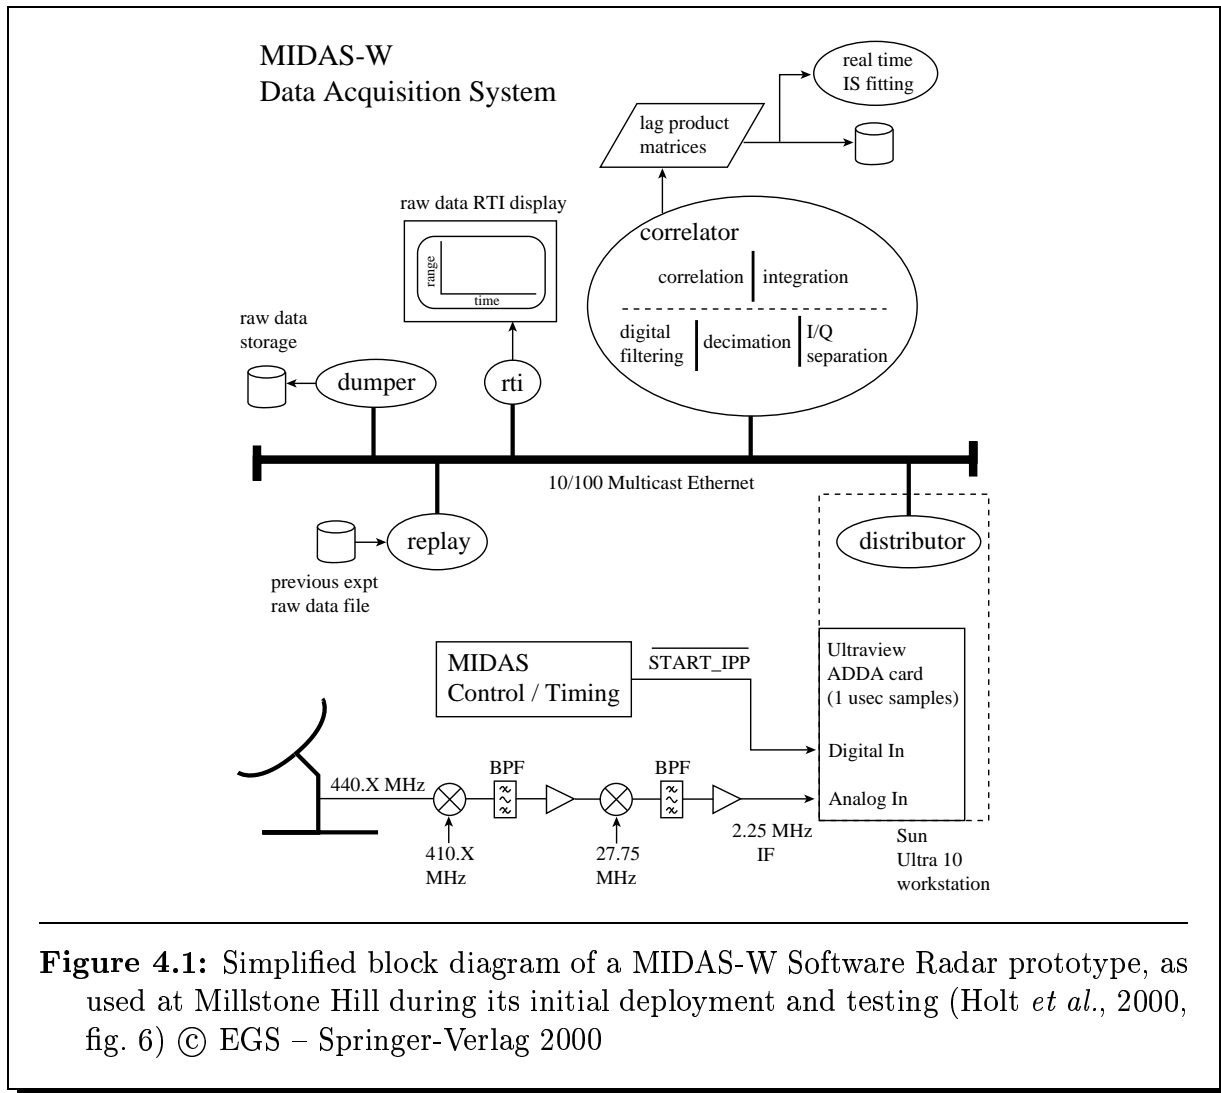 MIDAS-W
Data Acquisition System
real time
IS fitting
lag product
matrices
raw data RTI display
range
time
correlator
correlation
integration
digital
filtering
decimation
I/Q
separation
raw data
storage
dumper
rti
10/100 Multicast Ethernet
replay
previous expt
raw data file
distributor
MIDAS
Control / Timing
START_IPP
Ultraview
ADDA card
(1 usec samples)
Digital In
Analog In
440.X MHz
BPF
BPF
410.X
MHz
27.75
MHz
2.25 MHz
IF
Sun
Ultra 10
workstation
Figure 4.1: Simplified block diagram of a MIDAS-W Software Radar prototype, as
used at Millstone Hill during its initial deployment and testing (Holt et al., 2000,
fig. 6) © EGS – Springer-Verlag 2000